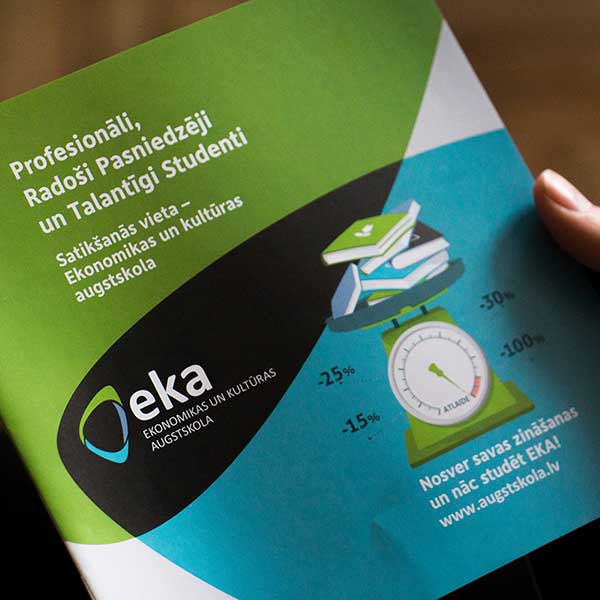 Profesionāli,
Radoši Pasniedzēji
un Talantīgi Studenti
Satikšanās vieta –
Ekonomikas un kultūras
augstskola
eka
EKONOMIKAS UN KULTŪRAS
AUGSTSKOLA
-25%
-15%
-30%
-100%
ATLAIDE
Nosver savas zināšanas
un nāc studēt EKA!
www.augstskola.lv